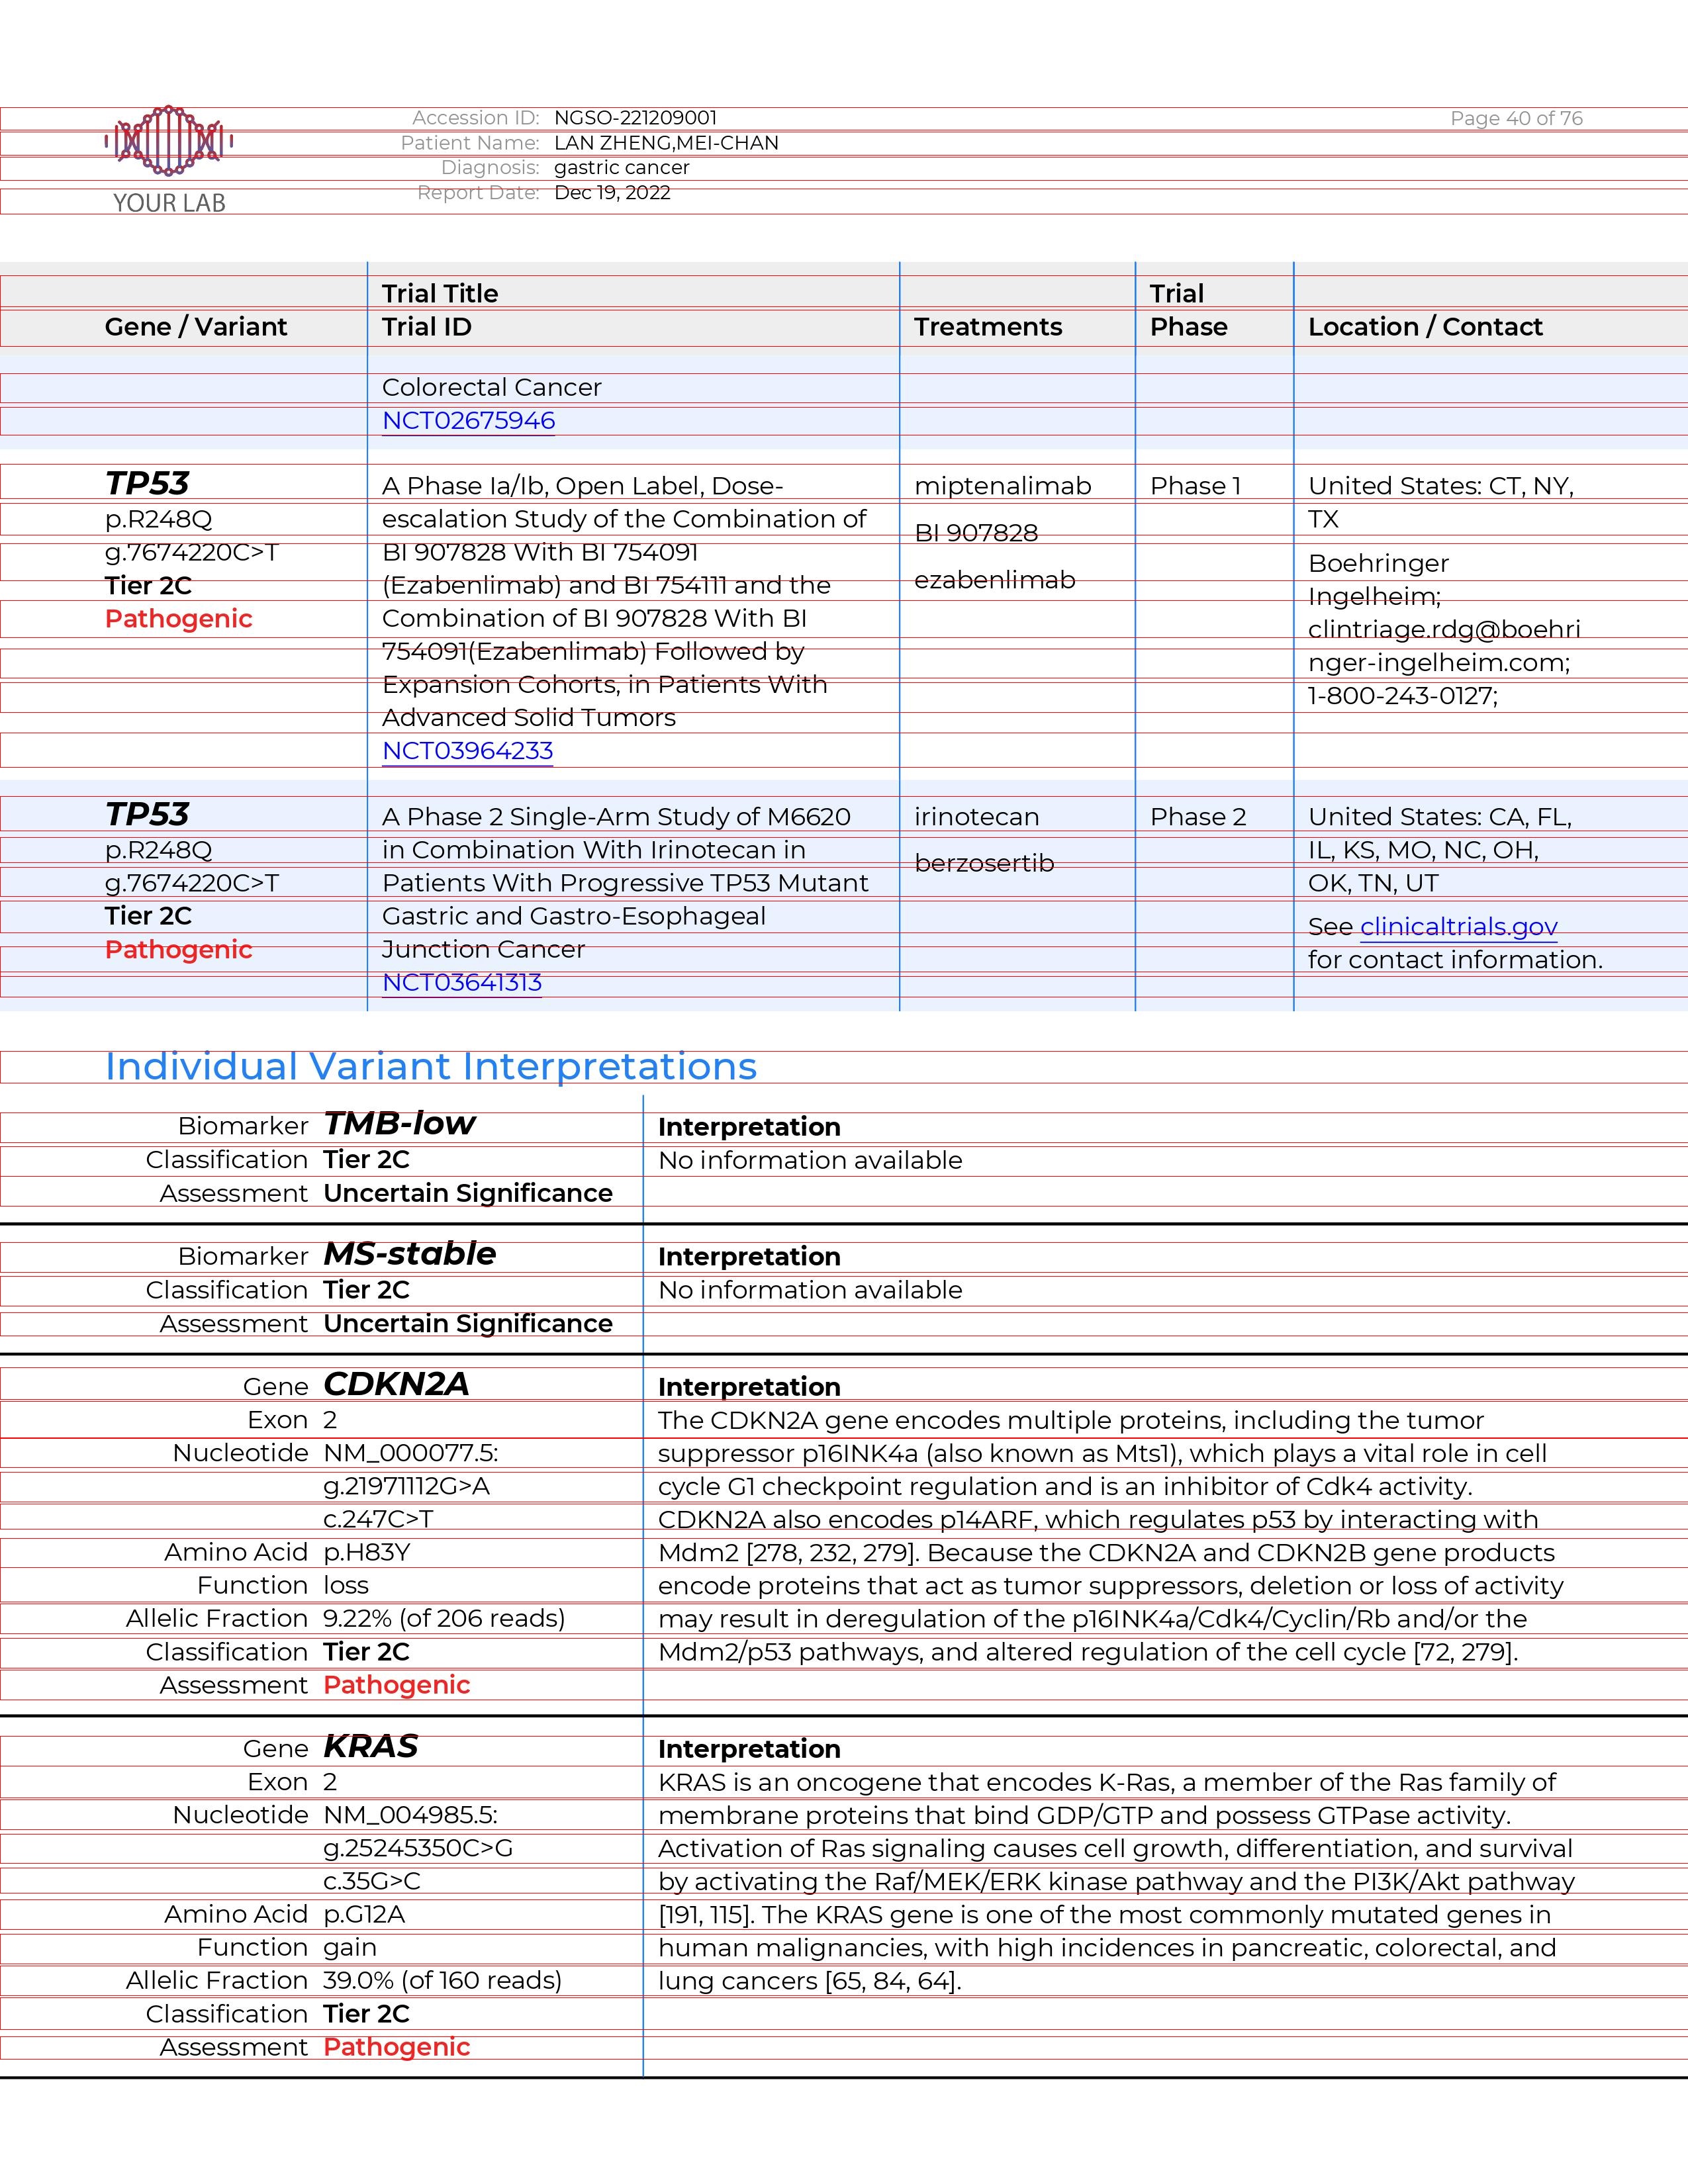 YOUR LAB
Accession ID: NGSO-221209001
Patient Name: LAN ZHENG,MEI-CHAN
Diagnosis: gastric cancer
Report Date: Dec 19, 2022
Page 40 of 76
Gene / Variant
Trial Title
Trial ID
Treatments
Trial
Phase
Location / Contact
Colorectal Cancer
NCT02675946
TP53
p.R248Q
g.7674220C>T
Tier 2C
Pathogenic
A Phase Ia/Ib, Open Label, Dose-
escalation Study of the Combination of
BI 907828 With BI 754091
(Ezabenlimab) and BI 754111 and the
Combination of BI 907828 With BI
754091(Ezabenlimab) Followed by
Expansion Cohorts, in Patients With
Advanced Solid Tumors
NCT03964233
miptenalimab
BI 907828
ezabenlimab
Phase 1
United States: CT, NY,
TX
Boehringer
Ingelheim;
clintriage.rdg@boehri
nger-ingelheim.com;
1-800-243-0127;
TP53
p.R248Q
g.7674220C>T
Tier 2C
Pathogenic
A Phase 2 Single-Arm Study of M6620
in Combination With Irinotecan in
Patients With Progressive TP53 Mutant
Gastric and Gastro-Esophageal
Junction Cancer
NCT03641313
irinotecan
berzosertib
Phase 2
United States: CA, FL,
IL, KS, MO, NC, OH,
OK, TN, UT
See clinicaltrials.gov
for contact information.
Individual Variant Interpretations
Biomarker TMB-low
Classification Tier 2C
Assessment Uncertain Significance
Interpretation
No information available
Biomarker MS-stable
Classification Tier 2C
Assessment Uncertain Significance
Interpretation
No information available
Gene CDKN2A
Exon 2
Nucleotide NM_000077.5:
g.21971112G>A
c.247C>T
Amino Acid p.H83Y
Function loss
Allelic Fraction 9.22% (of 206 reads)
Classification Tier 2C
Assessment Pathogenic
Interpretation
The CDKN2A gene encodes multiple proteins, including the tumor
suppressor p16INK4a (also known as Mts1), which plays a vital role in cell
cycle G1 checkpoint regulation and is an inhibitor of Cdk4 activity.
CDKN2A also encodes p14ARF, which regulates p53 by interacting with
Mdm2 [278, 232, 279]. Because the CDKN2A and CDKN2B gene products
encode proteins that act as tumor suppressors, deletion or loss of activity
may result in deregulation of the p16INK4a/Cdk4/Cyclin/Rb and/or the
Mdm2/p53 pathways, and altered regulation of the cell cycle [72, 279].
Gene KRAS
Exon 2
Nucleotide NM_004985.5:
g.25245350C>G
c.35G>C
Amino Acid p.G12A
Function gain
Allelic Fraction 39.0% (of 160 reads)
Classification Tier 2C
Assessment Pathogenic
Interpretation
KRAS is an oncogene that encodes K-Ras, a member of the Ras family of
membrane proteins that bind GDP/GTP and possess GTPase activity.
Activation of Ras signaling causes cell growth, differentiation, and survival
by activating the Raf/MEK/ERK kinase pathway and the PI3K/Akt pathway
[191, 115]. The KRAS gene is one of the most commonly mutated genes in
human malignancies, with high incidences in pancreatic, colorectal, and
lung cancers [65, 84, 64].